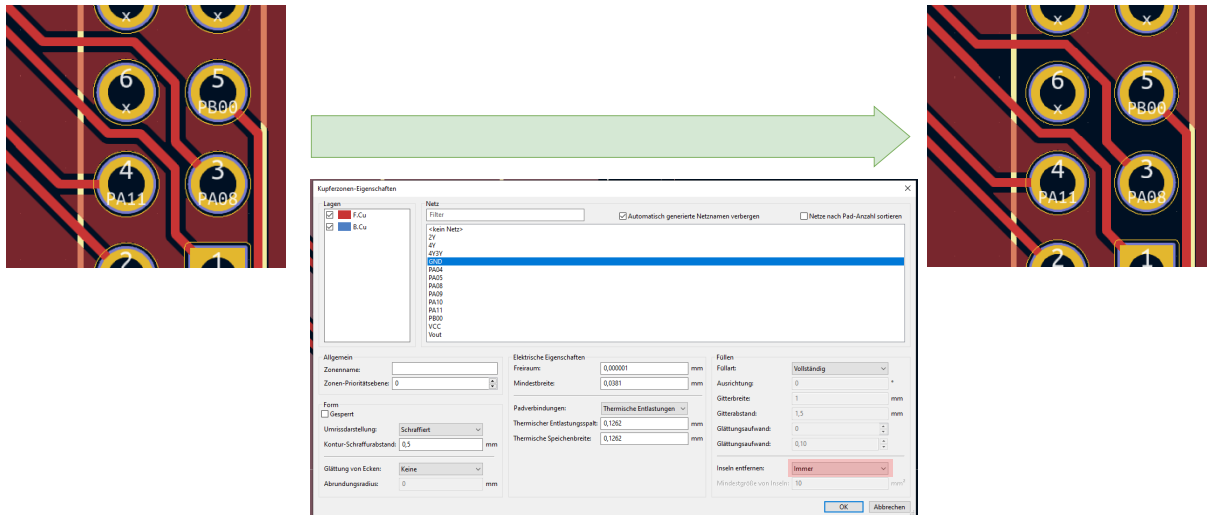 x
x
6
5
x
PB00
4
3
PA11
PA08
2
1
x
x
6
5
x
PB00
4
3
PA11
PA08
2
1
Kupferzonen-Eigenschaften
Lagen
F.Cu
B.Cu
Netz
Filter
Automatisch generierte Netznamen verbergen
Netze nach Pad-Anzahl sortieren
<kein Netz>
2Y
4Y
4Y3Y
GND
PA04
PA05
PA08
PA09
PA10
PA11
PB00
VCC
Vout
Allgemein
Zonenname:
Zonen-Prioritätsebene: 0
Form
Gesperrt
Umrissdarstellung: Schraffiert
Kontur-Schraffurabstand: 0,5 mm
Glättung von Ecken: Keine
Abrundungsradius: 0 mm
Elektrische Eigenschaften
Freiraum: 0,000001 mm
Mindestbreite: 0,0381 mm
Padverbindungen: Thermische Entlastungen
Thermischer Entlastungsspalt: 0,1262 mm
Thermische Speichenbreite: 0,1262 mm
Füllen
Füllart: Vollständig
Ausrichtung: 0 °
Gitterbreite: 1 mm
Gitterabstand: 1,5 mm
Glättungsaufwand: 0
Glättungsaufwand: 0,10
Inseln entfernen: Immer
Mindertgröße von Inseln: 10 mm²
OK
Abbrechen